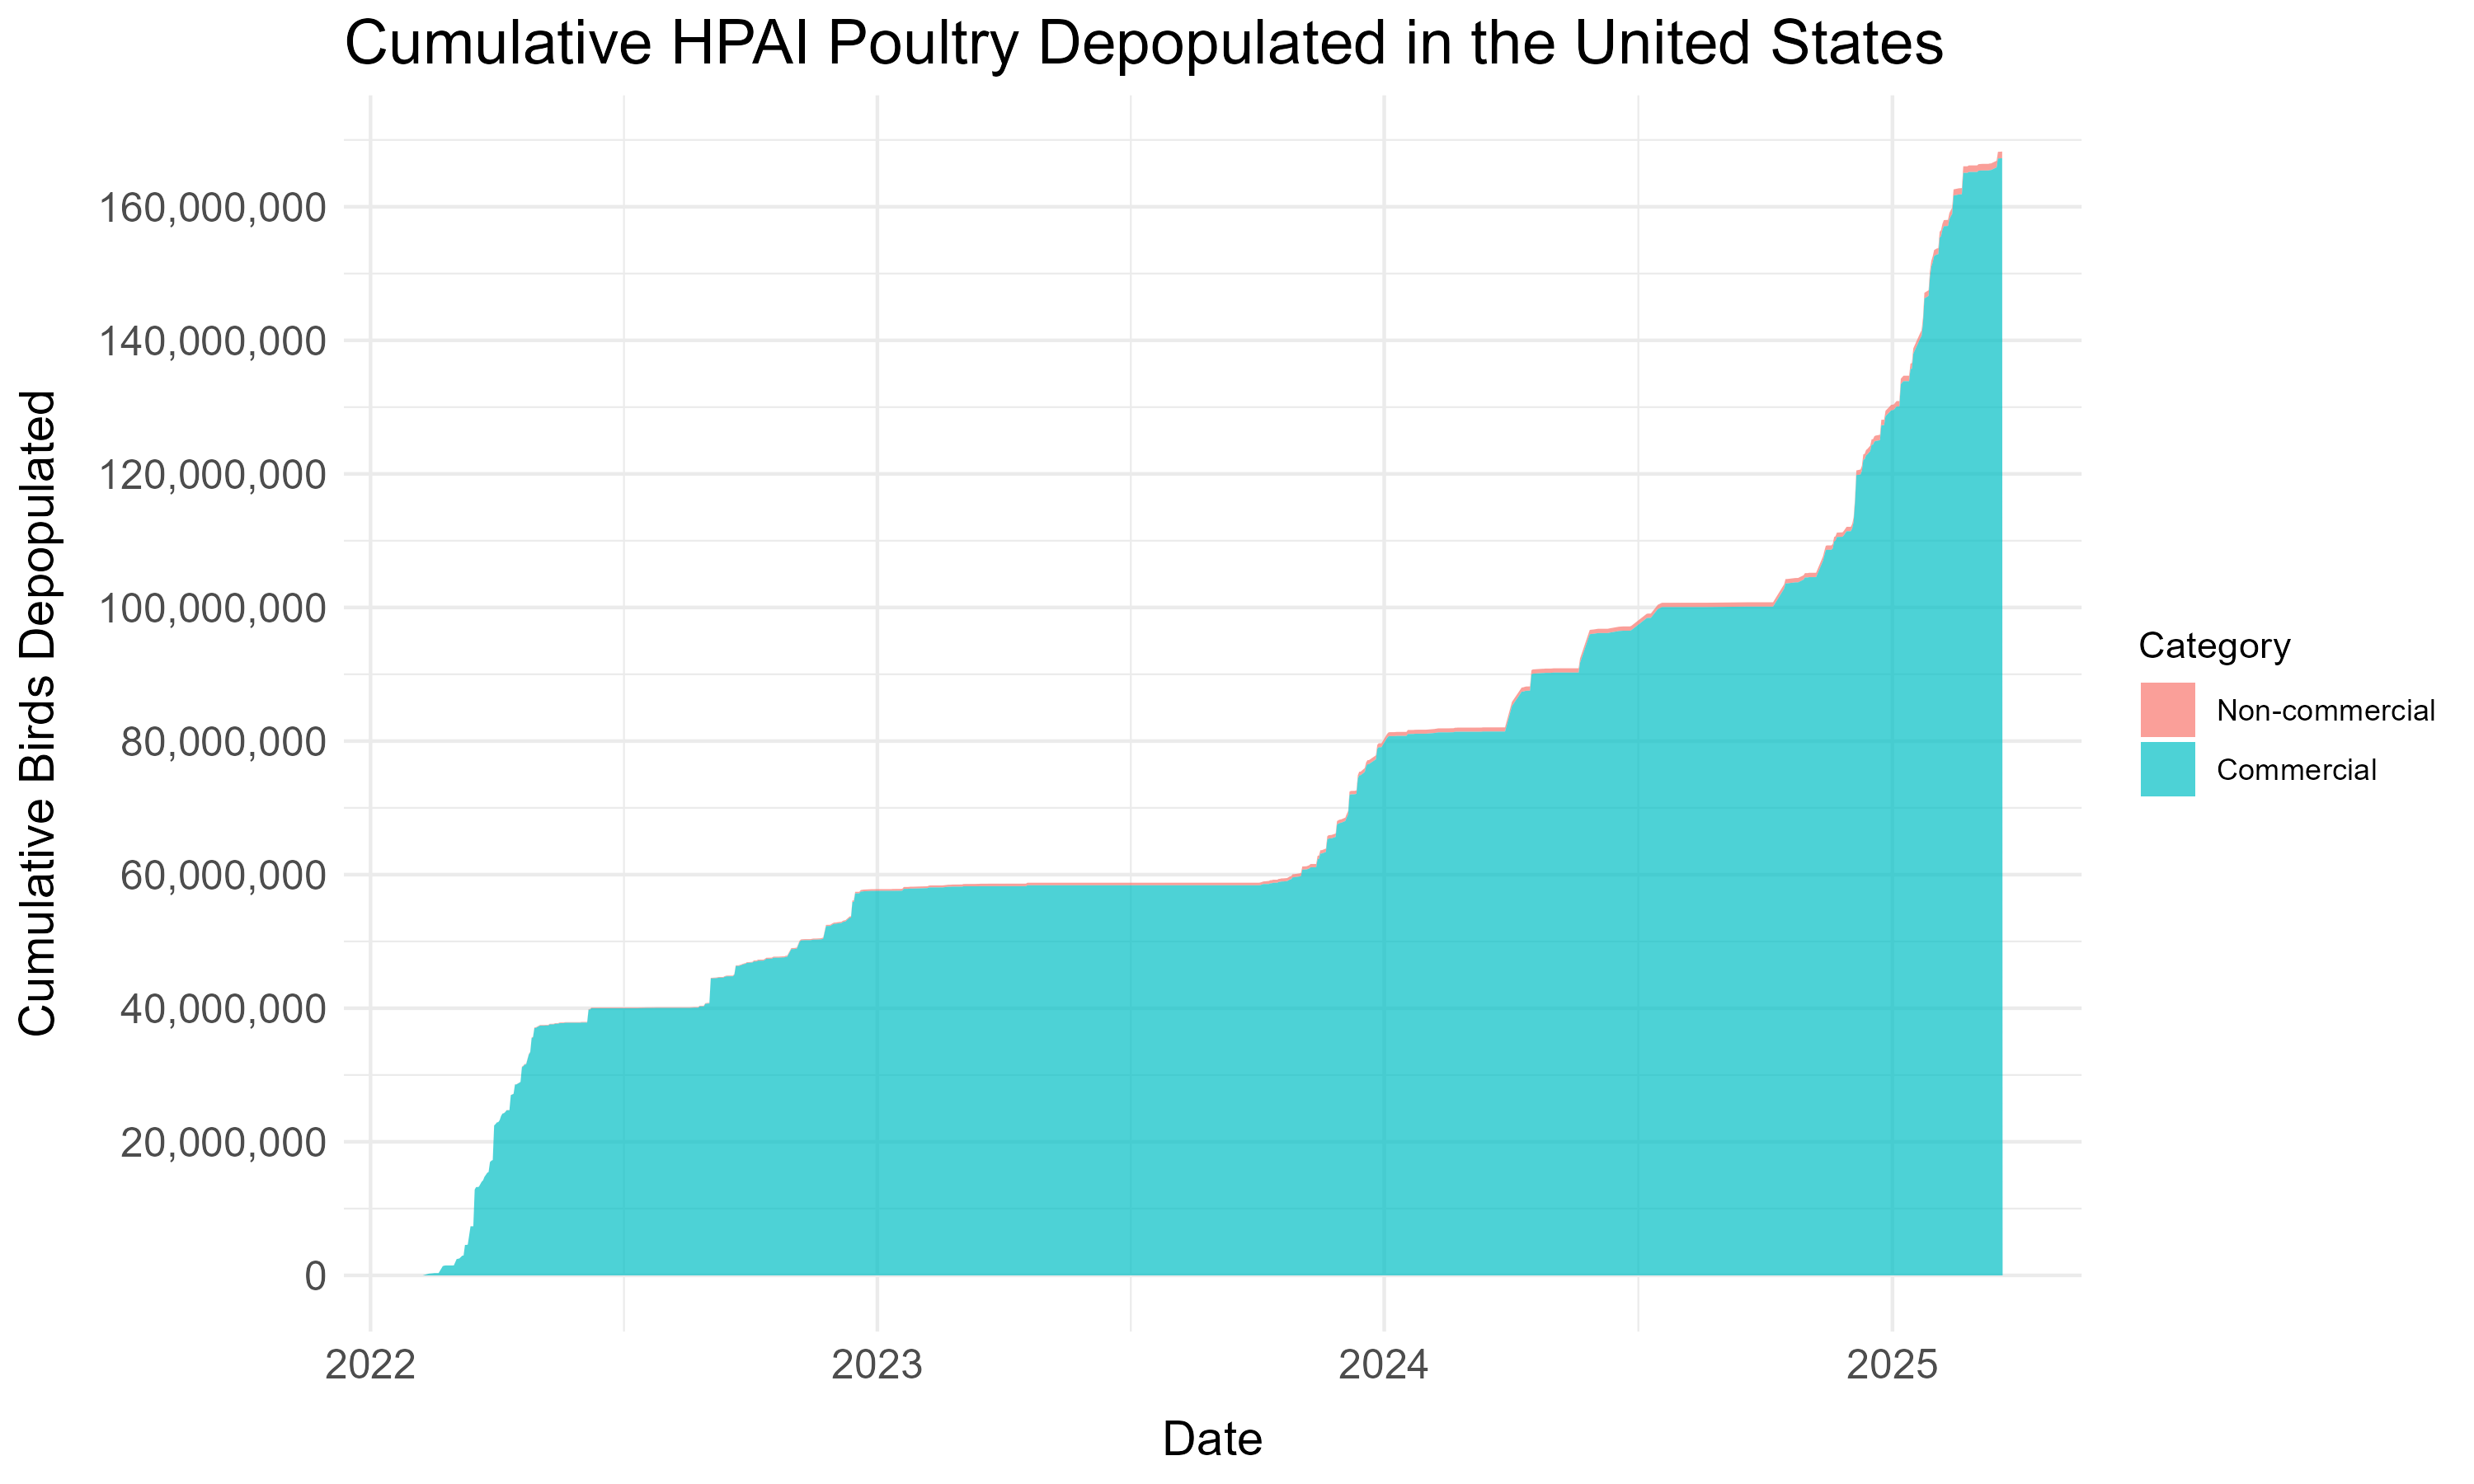 Cumulative HPAI Poultry Depopulated in the United States
Cumulative Birds Depopulated
160,000,000
140,000,000
120,000,000
100,000,000
80,000,000
60,000,000
40,000,000
20,000,000
0
2022
2023
2024
2025
Date
Category
Non-commercial
Commercial